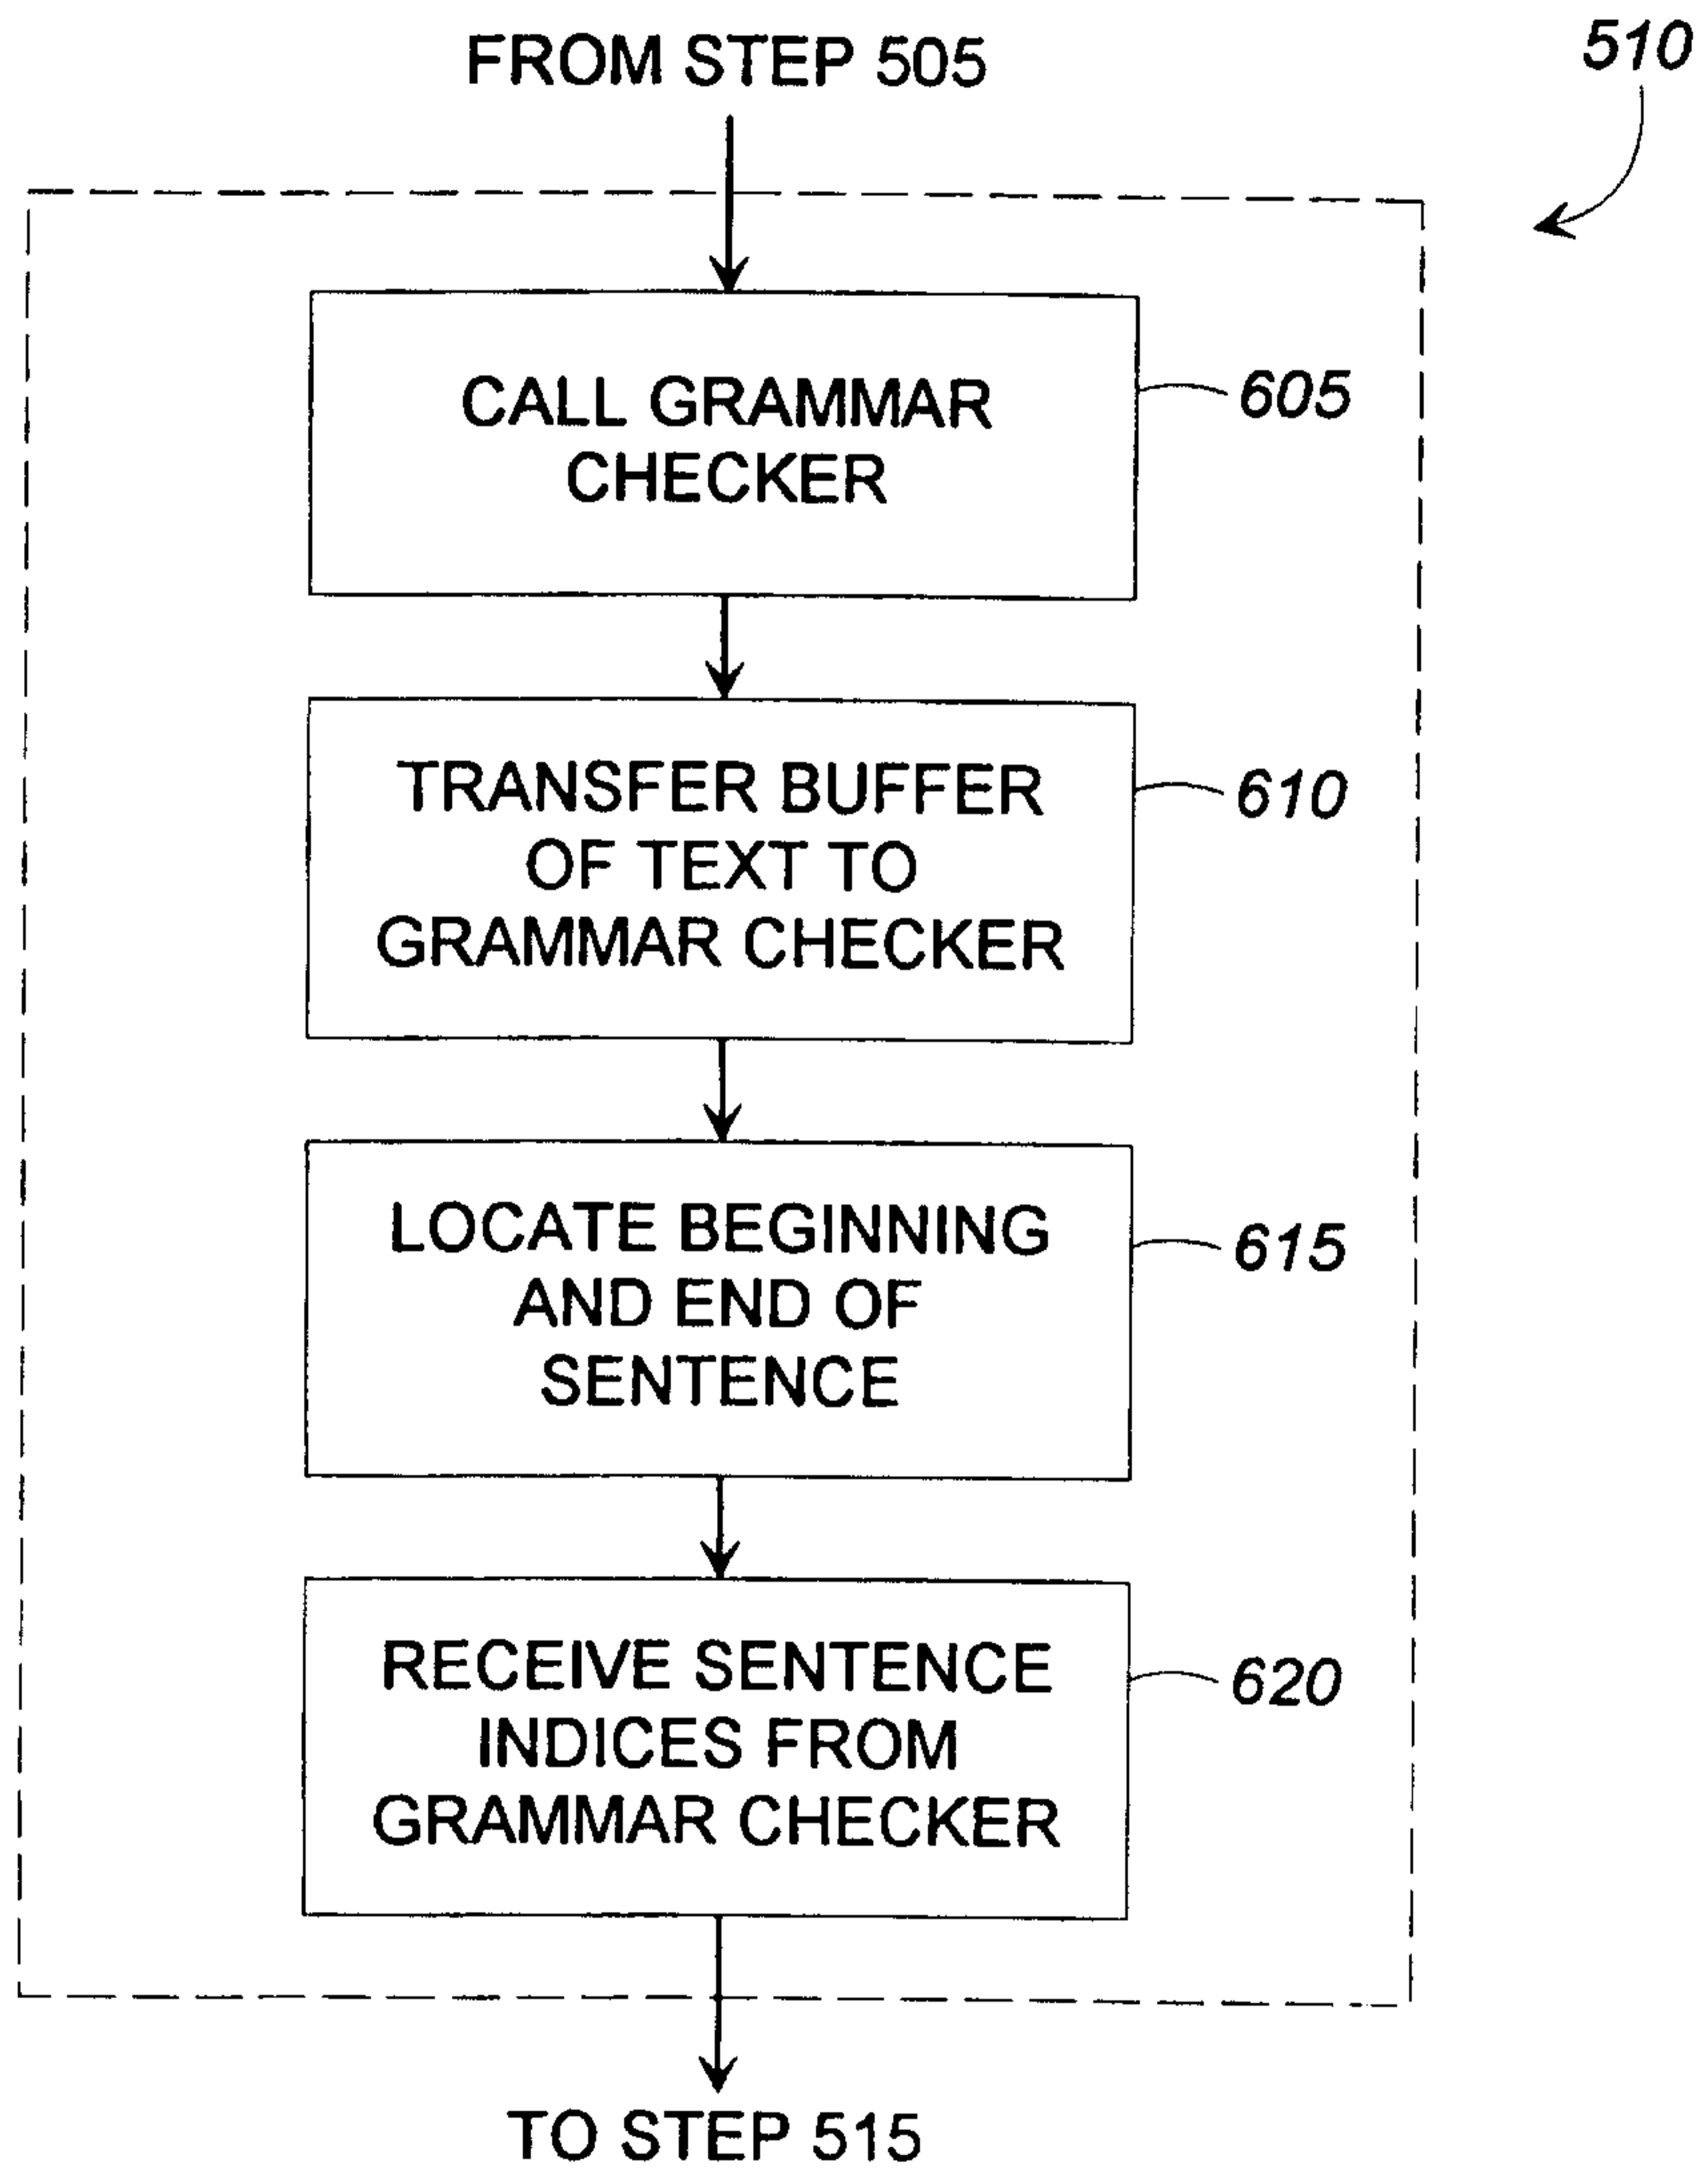 FROM STEP 505
510
CALL GRAMMAR
CHECKER
605
TRANSFER BUFFER
OF TEXT TO
GRAMMAR CHECKER
610
LOCATE BEGINNING
AND END OF
SENTENCE
615
RECEIVE SENTENCE
INDICES FROM
GRAMMAR CHECKER
620
TO STEP 515